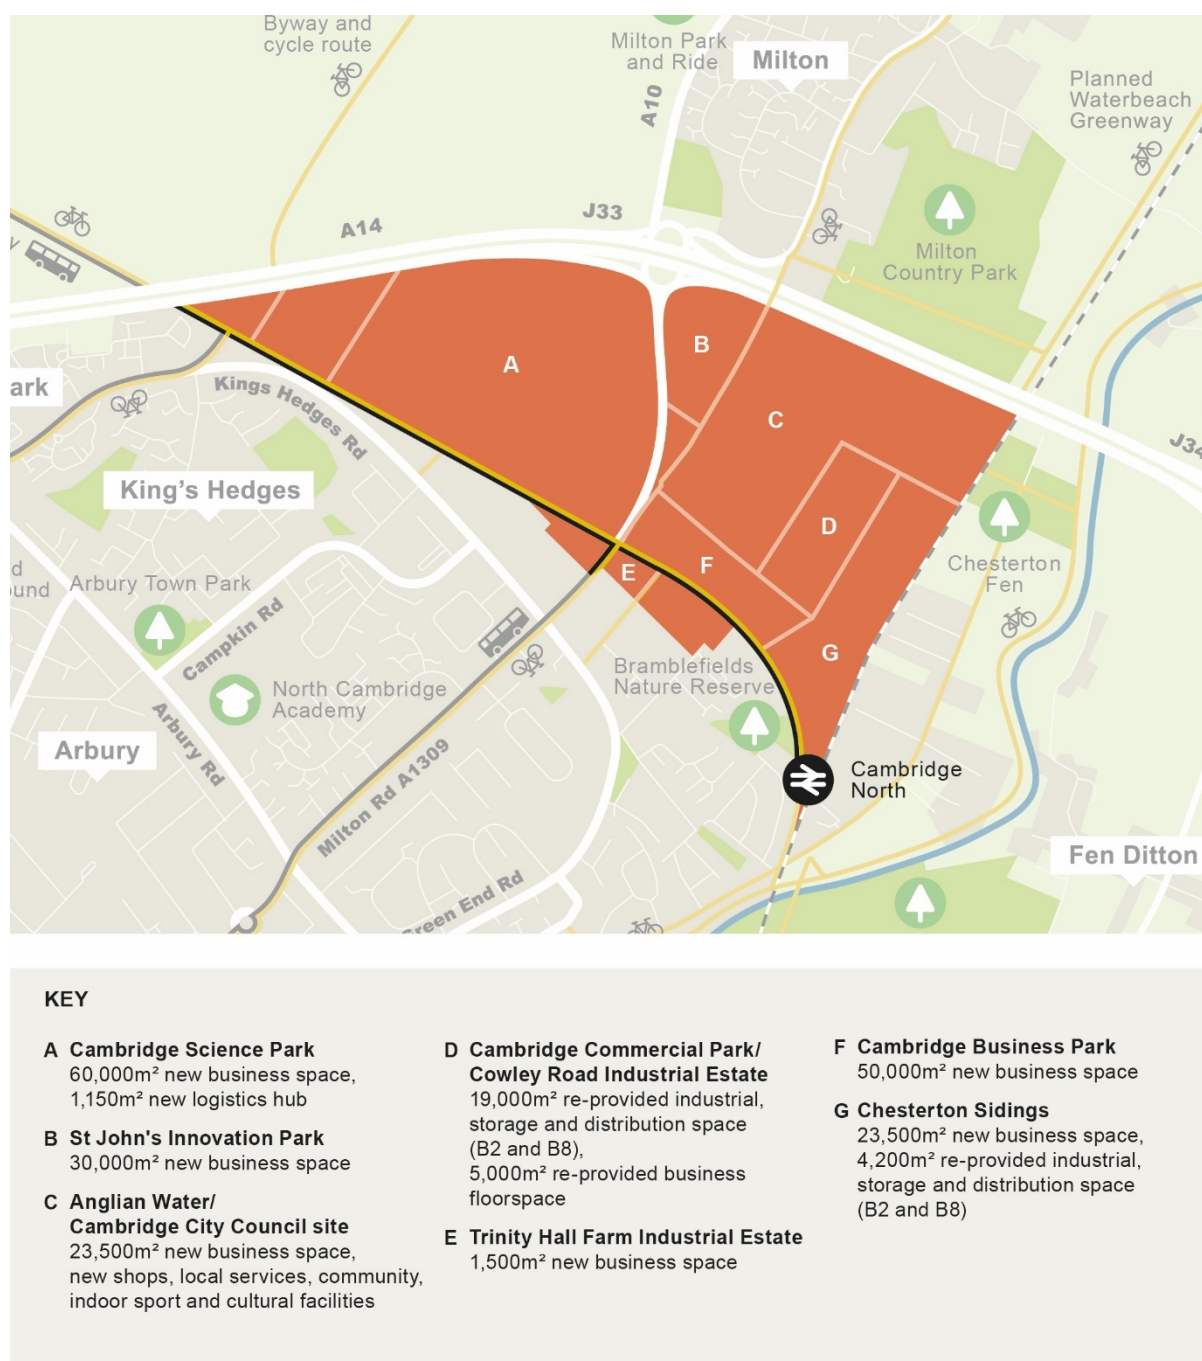 Byway and
cycle route
Milton Park
and Ride
Milton
A10
Planned
Waterbeach
Greenway
J33
A14
Milton
Country Park
B
A
C
ark
Kings Hedges Rd
J34
King's Hedges
D
Chesterton
Fen
E
F
Arbury Town Park
Campkin Rd
G
Bramblefields
Nature Reserve
North Cambridge
Academy
Arbury Rd
Arbury
Milton Rd A1309
Cambridge
North
Fen Ditton
Green End Rd
KEY
A Cambridge Science Park
60,000m² new business space,
1,150m² new logistics hub
B St John's Innovation Park
30,000m² new business space
C Anglian Water/
Cambridge City Council site
23,500m² new business space,
new shops, local services, community,
indoor sport and cultural facilities
D Cambridge Commercial Park/
Cowley Road Industrial Estate
19,000m² re-provided industrial,
storage and distribution space
(B2 and B8),
5,000m² re-provided business
floorspace
E Trinity Hall Farm Industrial Estate
1,500m² new business space
F Cambridge Business Park
50,000m² new business space
G Chesterton Sidings
23,500m² new business space,
4,200m² re-provided industrial,
storage and distribution space
(B2 and B8)